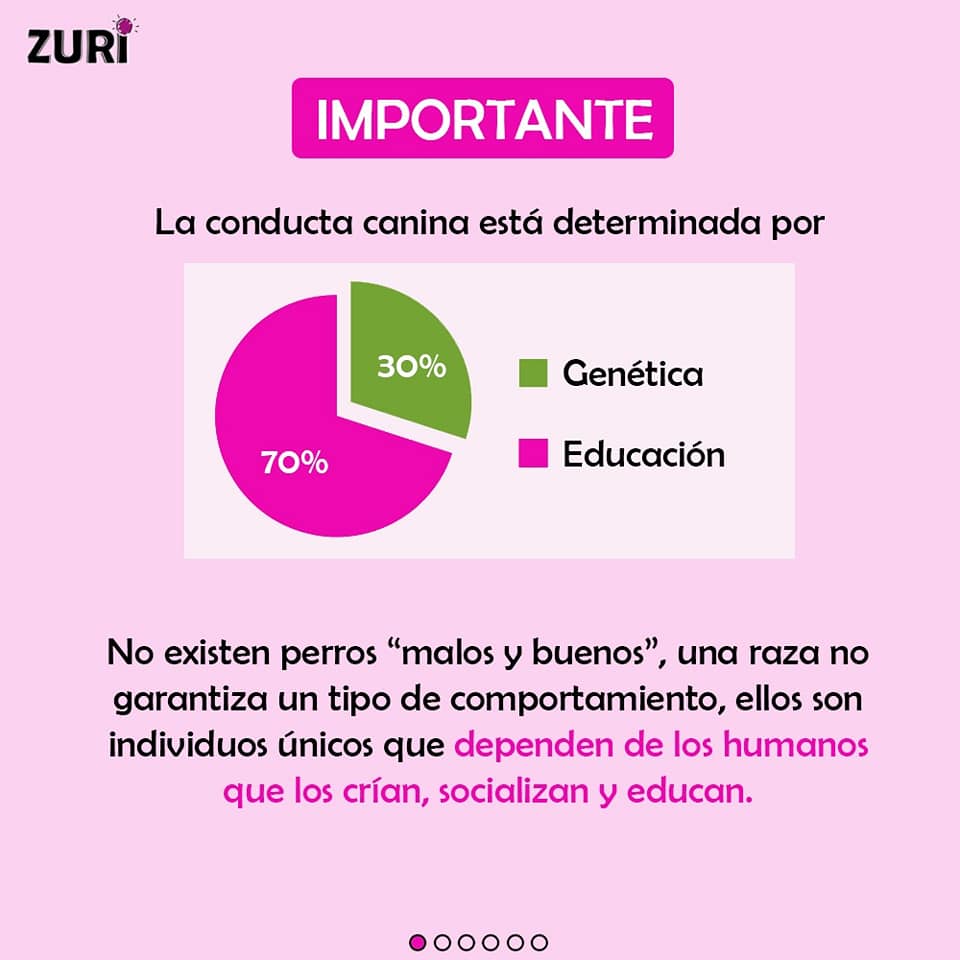 ZURI
IMPORTANTE
La conducta canina está determinada por
30%
70%
Genética
Educación
No existen perros “malos y buenos”, una raza no
garantiza un tipo de comportamiento, ellos son
individuos únicos que dependen de los humanos
que los crían, socializan y educan.